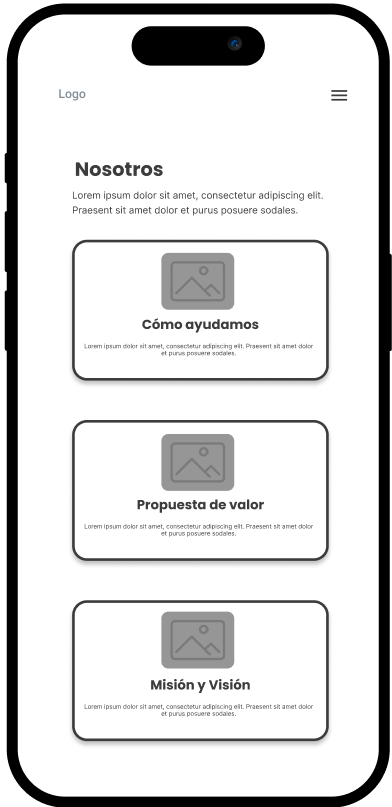 Logo
Nosotros
Lorem ipsum dolor sit amet, consectetur adipiscing elit.
Praesent sit amet dolor et purus posuere sodales.
Cómo ayudamos
Lorem ipsum dolor sit amet, consectetur adipiscing elit. Praesent sit amet dolor
et purus posuere sodales.
Propuesta de valor
Lorem ipsum dolor sit amet, consectetur adipiscing elit. Praesent sit amet dolor
et purus posuere sodales.
Misión y Visión
Lorem ipsum dolor sit amet, consectetur adipiscing elit. Praesent sit amet dolor
et purus posuere sodales.